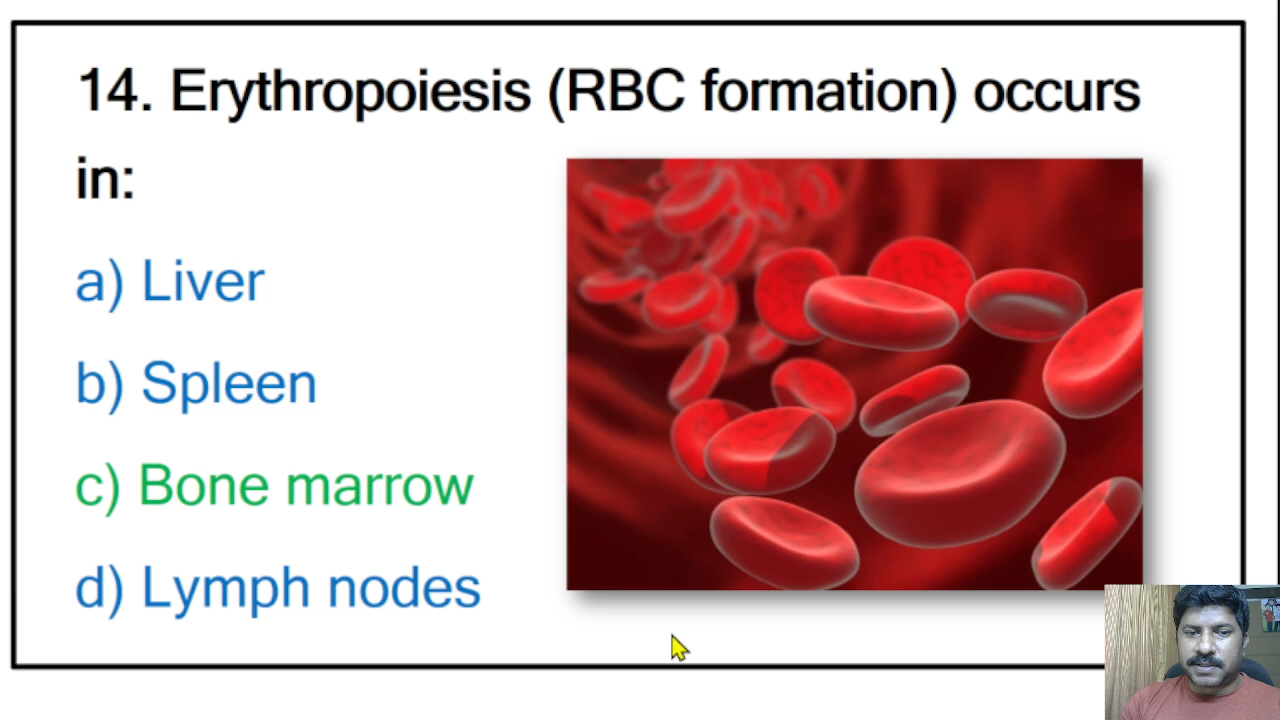 14. Erythropoiesis (RBC formation) occurs
in:
a) Liver
b) Spleen
c) Bone marrow
d) Lymph nodes